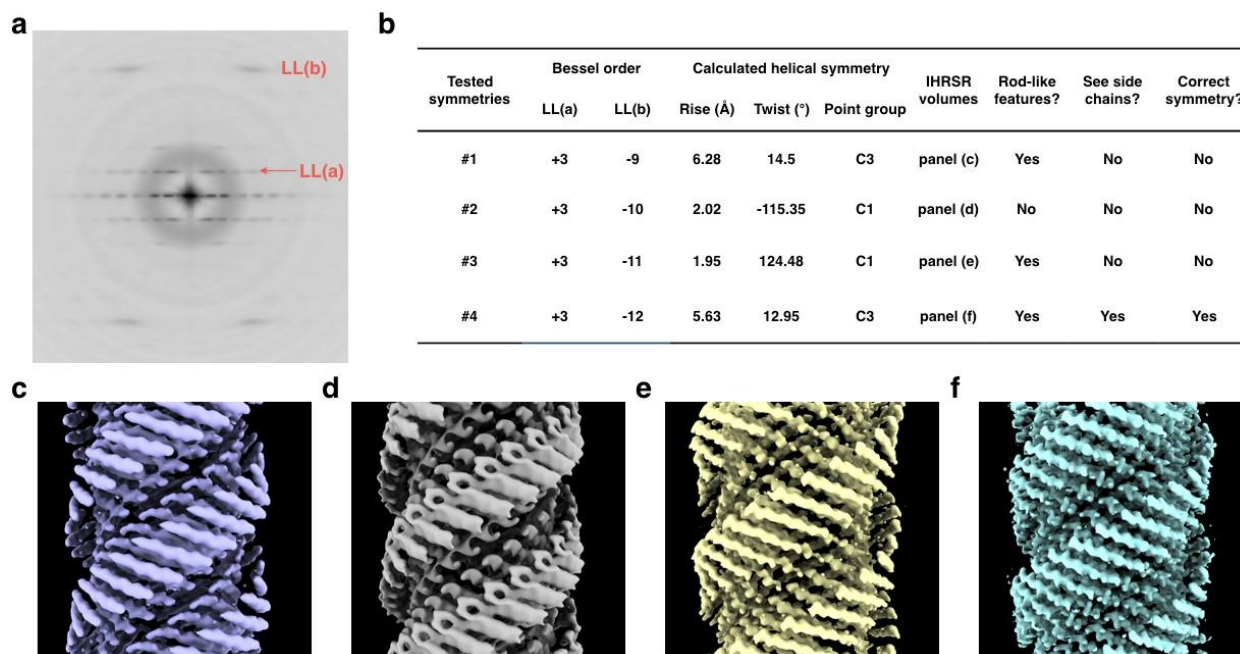 a
LL(b)
LL(a)
b
Tested symmetries
Bessel order
Calculated helical symmetry
IHRSR volumes
Rod-like features?
See side chains?
Correct symmetry?
LL(a) LL(b) Rise (Å) Twist (°) Point group
#1 +3 -9 6.28 14.5 C3 panel (c) Yes No No
#2 +3 -10 2.02 -115.35 C1 panel (d) No No No
#3 +3 -11 1.95 124.48 C1 panel (e) Yes No No
#4 +3 -12 5.63 12.95 C3 panel (f) Yes Yes Yes
c
d
e
f